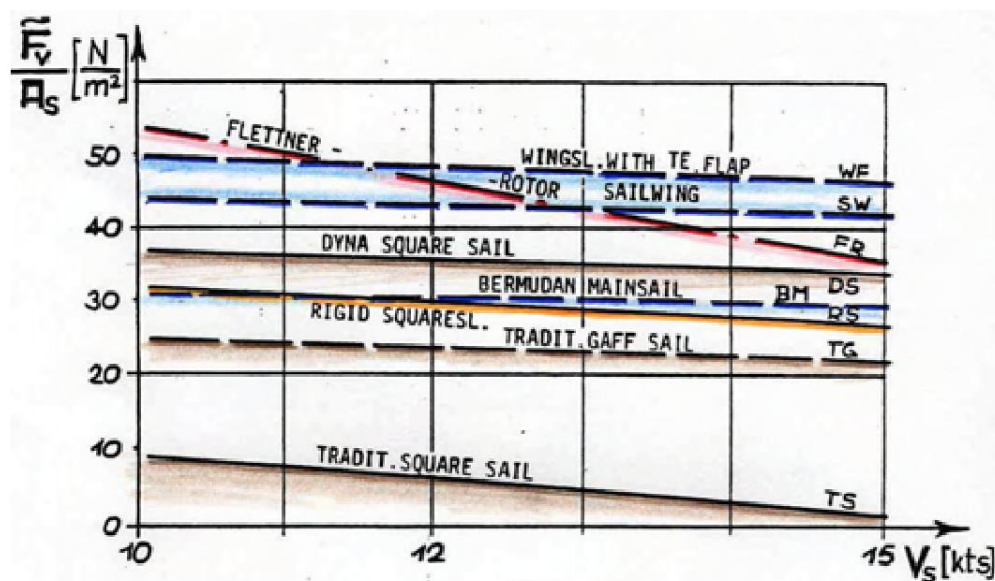 F̃v/As [N/m²]
FLETTNER -
50
WINGSL.WITH TE.FLAP
WF
-ROTOR
SAILWING
SW
40
DYNA SQUARE SAIL
FR
BERMUDAN MAINSAIL
BM
DS
30
RIGID SQUARESL.
RS
TRADIT.GAFF SAIL
TG
20
10
TRADIT.SQUARE SAIL
TS
0
10
12
15
Vs [kts]